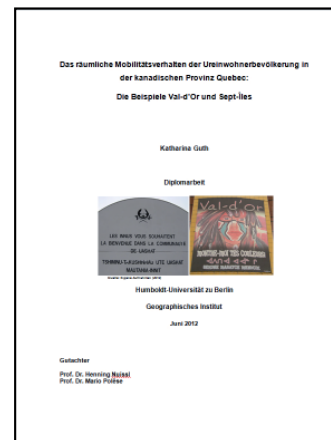 Das räumliche Mobilitätsverhalten der Ureinwohnerbevölkerung in
der kanadischen Provinz Quebec:
Die Beispiele Val-d'Or und Sept-Îles
Katharina Guth
Diplomarbeit
LES INNUS VOUS SOUHAITENT
LA BIENVENUE DANS LA COMMUNAUTÉ
DE UASHAT
UTE UASHAT
Val-d'Or
Humboldt-Universität zu Berlin
Geographisches Institut
Juni 2012
Gutachter
Prof. Dr. Henning Nuissl
Prof. Dr. Mario Polèse